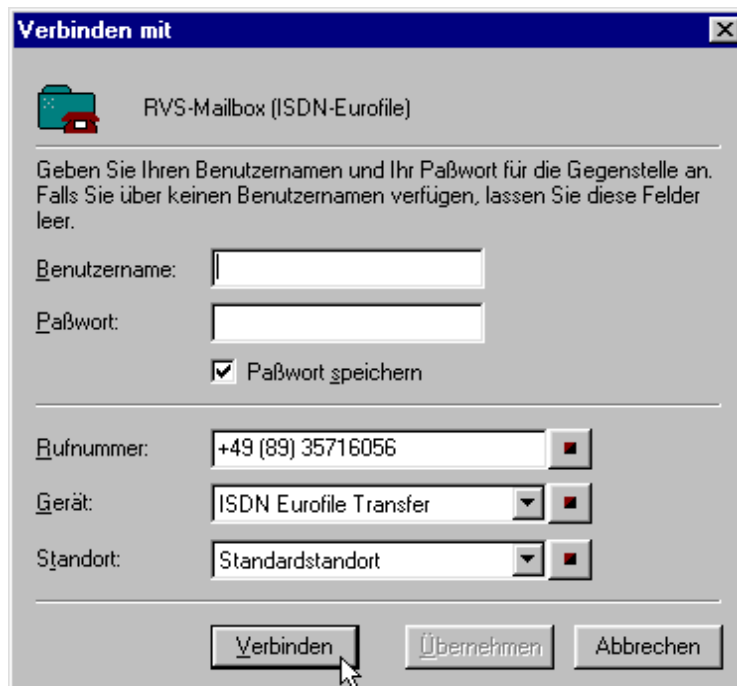 Verbinden mit
RVS-Mailbox (ISDN-Eurofile)
Geben Sie Ihren Benutzernamen und Ihr Paßwort für die Gegenstelle an.
Falls Sie über keinen Benutzernamen verfügen, lassen Sie diese Felder
leer.
Benutzername:
Paßwort:
Paßwort speichern
Rufnummer: +49 (89) 35716056
Gerät: ISDN Eurofile Transfer
Standort: Standardstandort
Verbinden Übernehmen Abbrechen